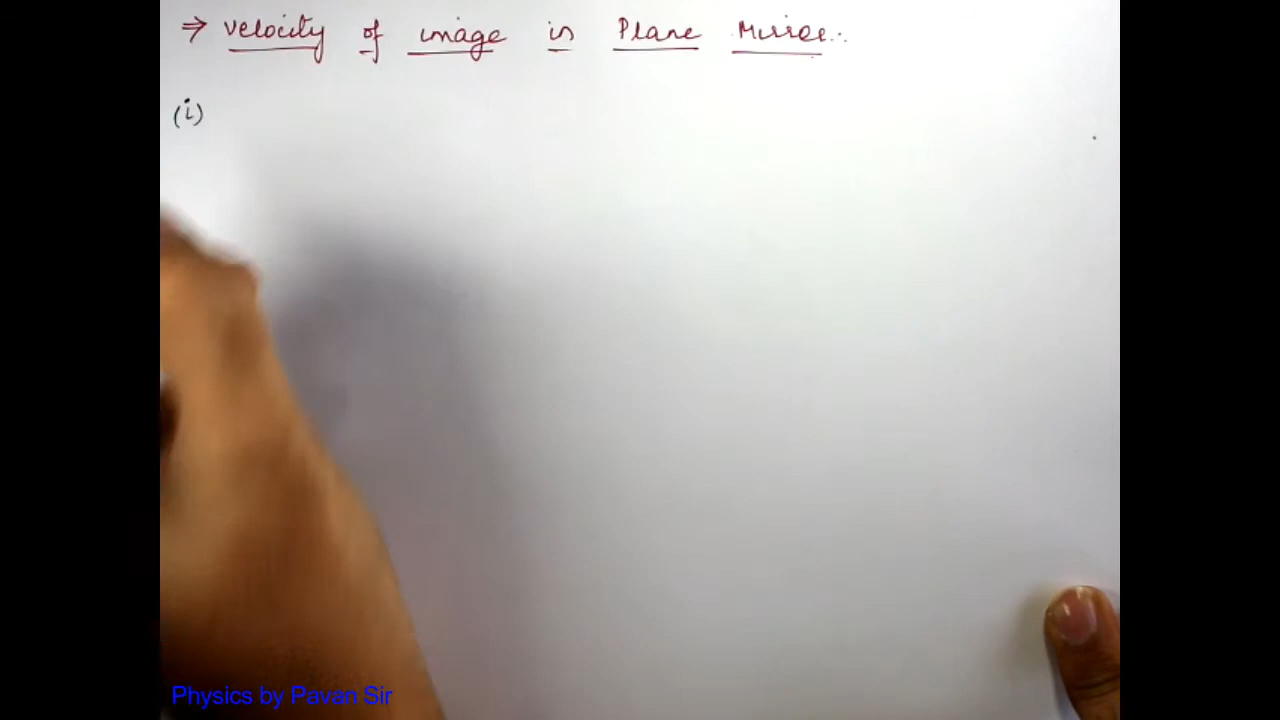 ⇒ velocity of image in Plane Mirror.
(i)
Physics by Pavan Sir